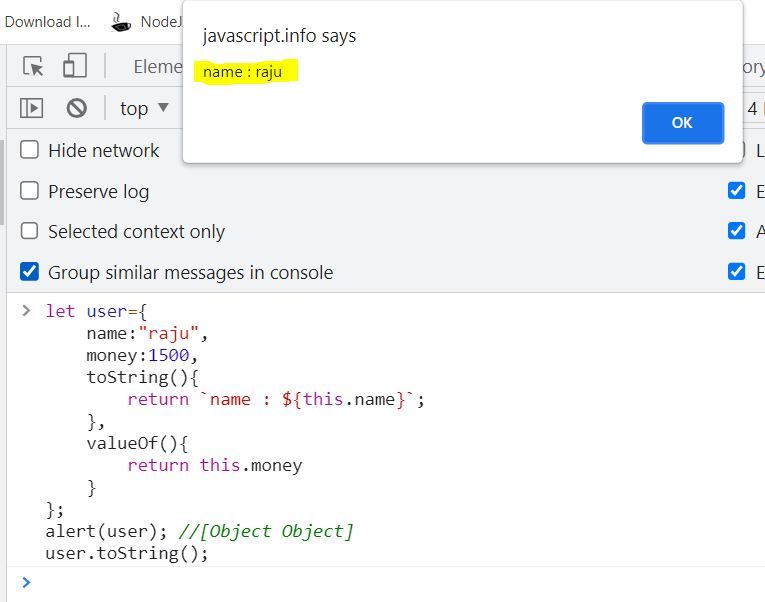 Download I...
NodeJ
javascript.info says
name : raju
OK
Eleme
ory
top
4
Hide network
L
Preserve log
E
Selected context only
A
Group similar messages in console
E
> let user={
name:"raju",
money:1500,
toString(){
return `name : ${this.name}`;
},
valueOf(){
return this.money
}
};
alert(user); //[Object Object]
user.toString();
>